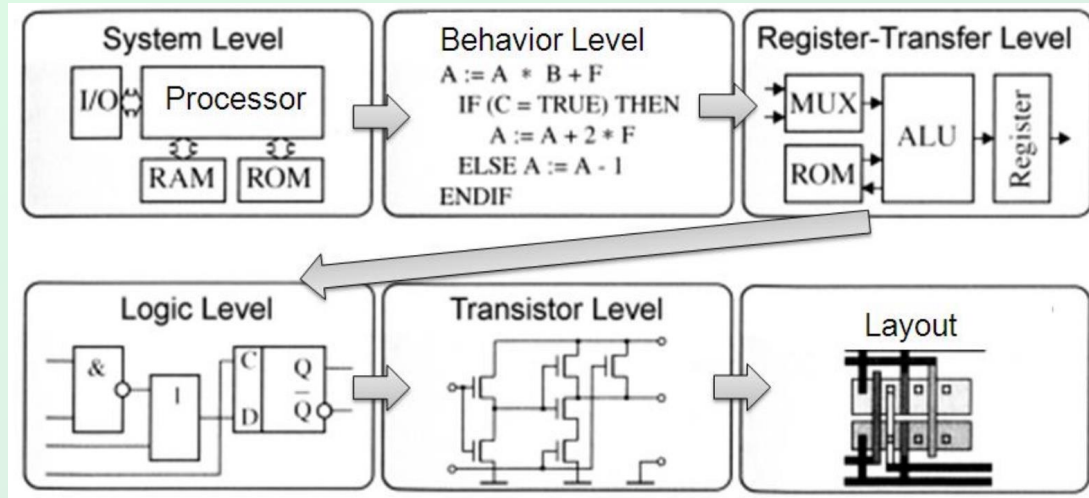 System Level
I/O
Processor
RAM
ROM
Behavior Level
A := A * B + F
IF (C = TRUE) THEN
A := A + 2 * F
ELSE A := A - 1
ENDIF
Register-Transfer Level
MUX
ROM
ALU
Register
Logic Level
&
1
C
D
Q
Q̅
Transistor Level
Layout